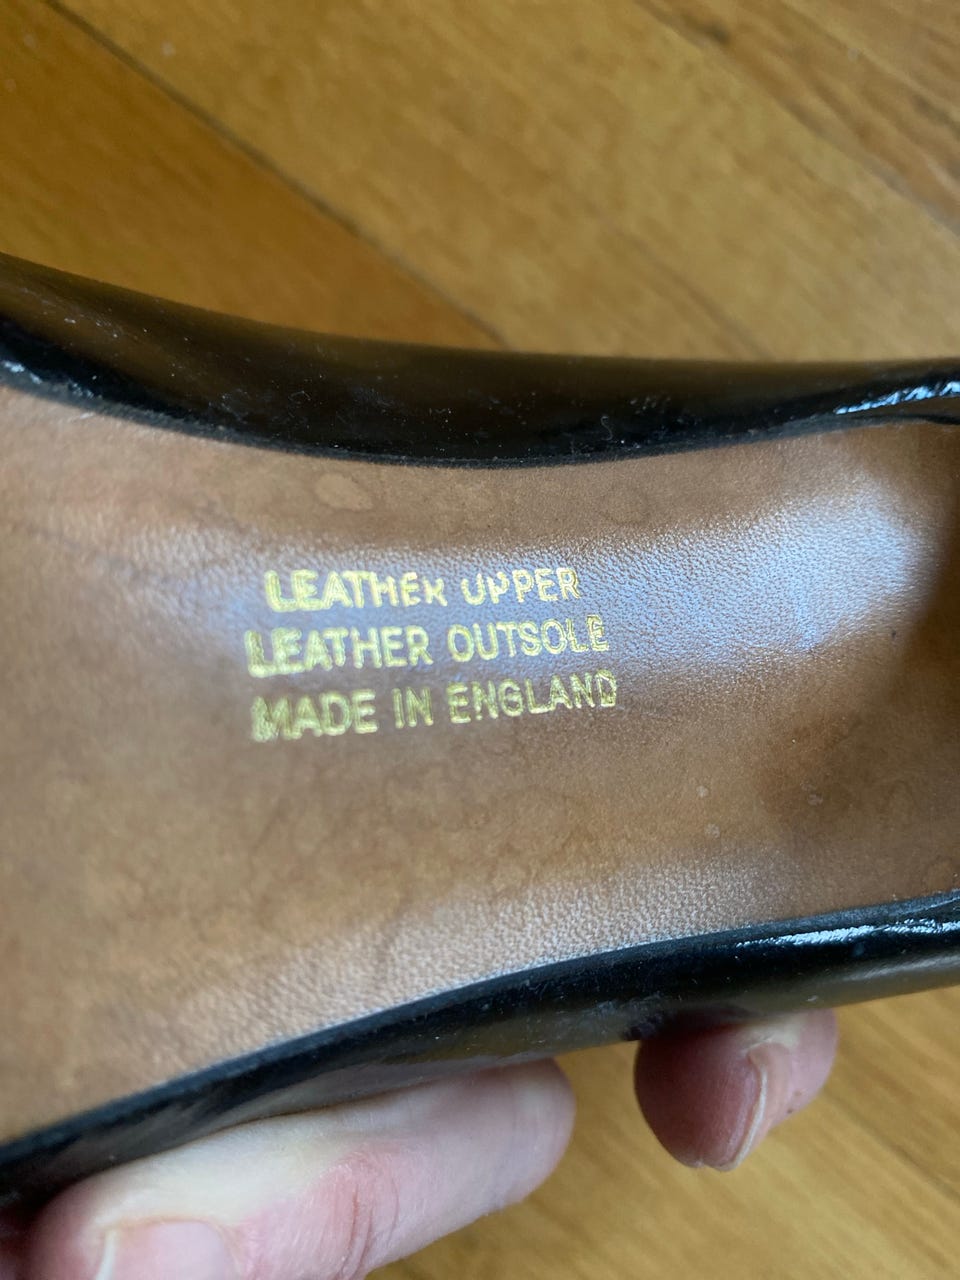 LEATHER UPPER
LEATHER OUTSOLE
MADE IN ENGLAND